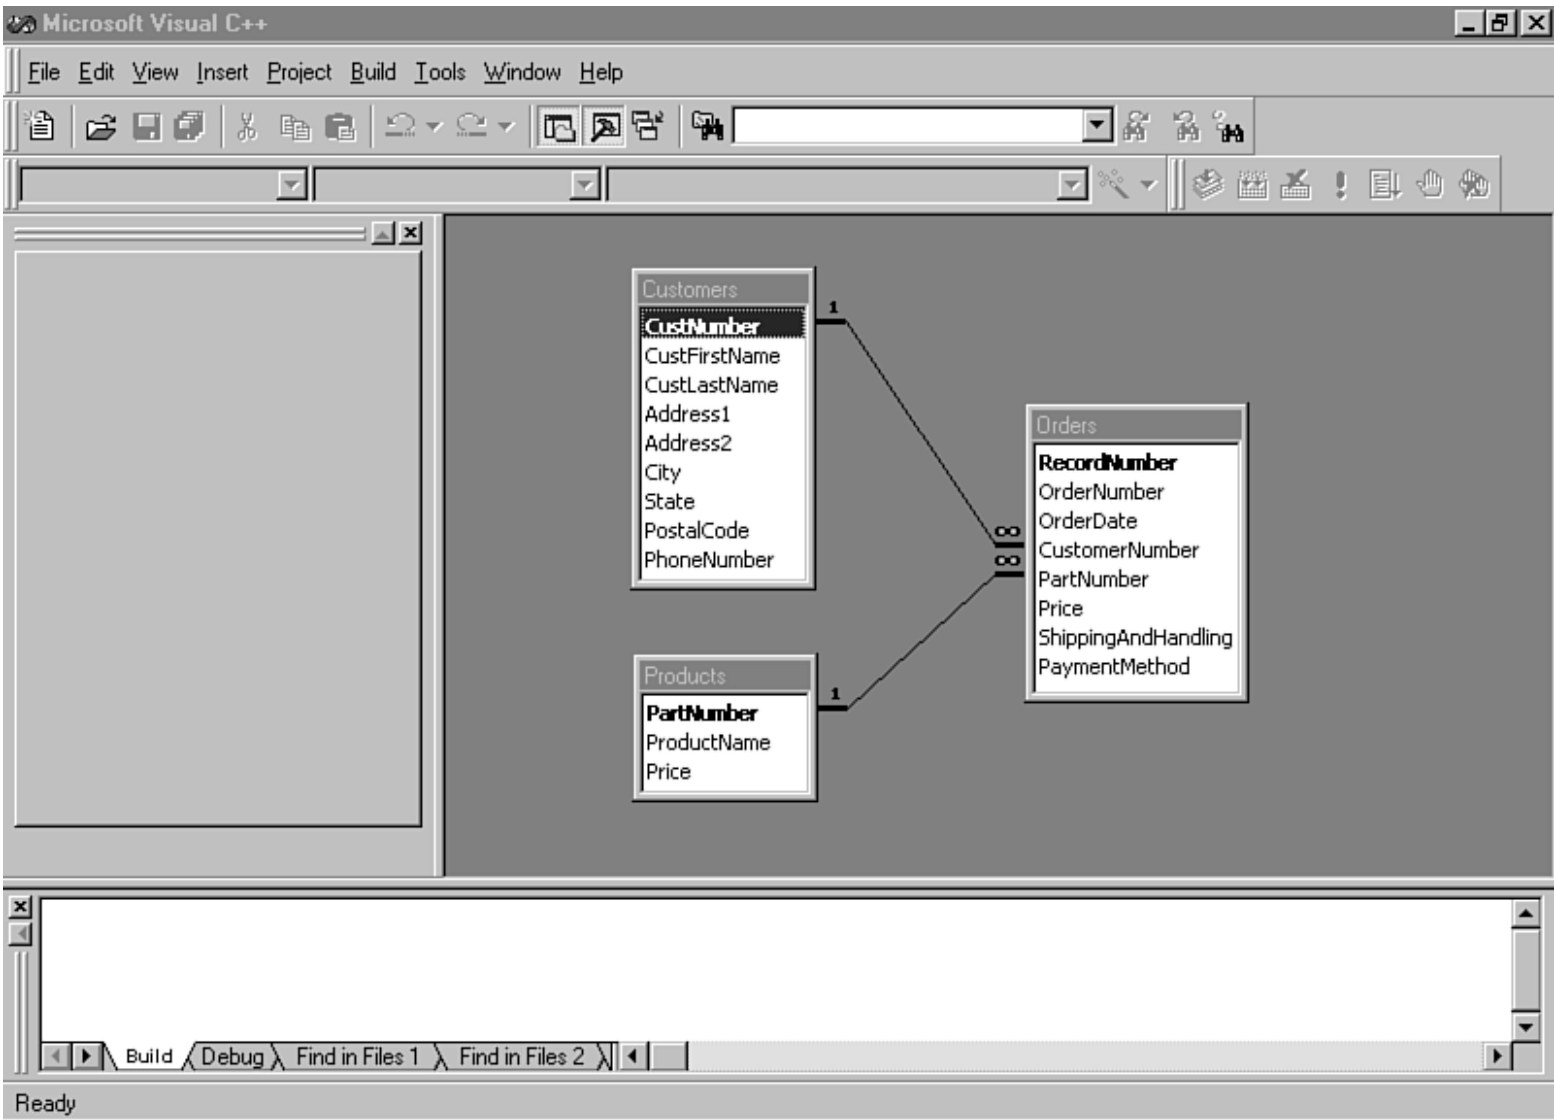 Microsoft Visual C++
File Edit View Insert Project Build Tools Window Help
Customers
CustNumber
CustFirstName
CustLastName
Address1
Address2
City
State
PostalCode
PhoneNumber
1
Orders
RecordNumber
OrderNumber
OrderDate
CustomerNumber
PartNumber
Price
ShippingAndHandling
PaymentMethod
∞
∞
Products
PartNumber
ProductName
Price
1
Build Debug Find in Files 1 Find in Files 2
Ready